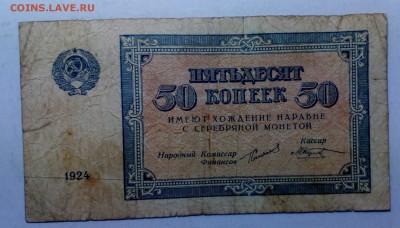 COINS.LAVE.RU
ПЯТЬДЕСЯТ
50 КОПЕЕК 50
ИМЕЮТ ХОЖДЕНИЕ НАРАВНЕ
С СЕРЕБРЯНОЙ МОНЕТОЙ
Народный Комиссар
Финансов
Кассир
1924